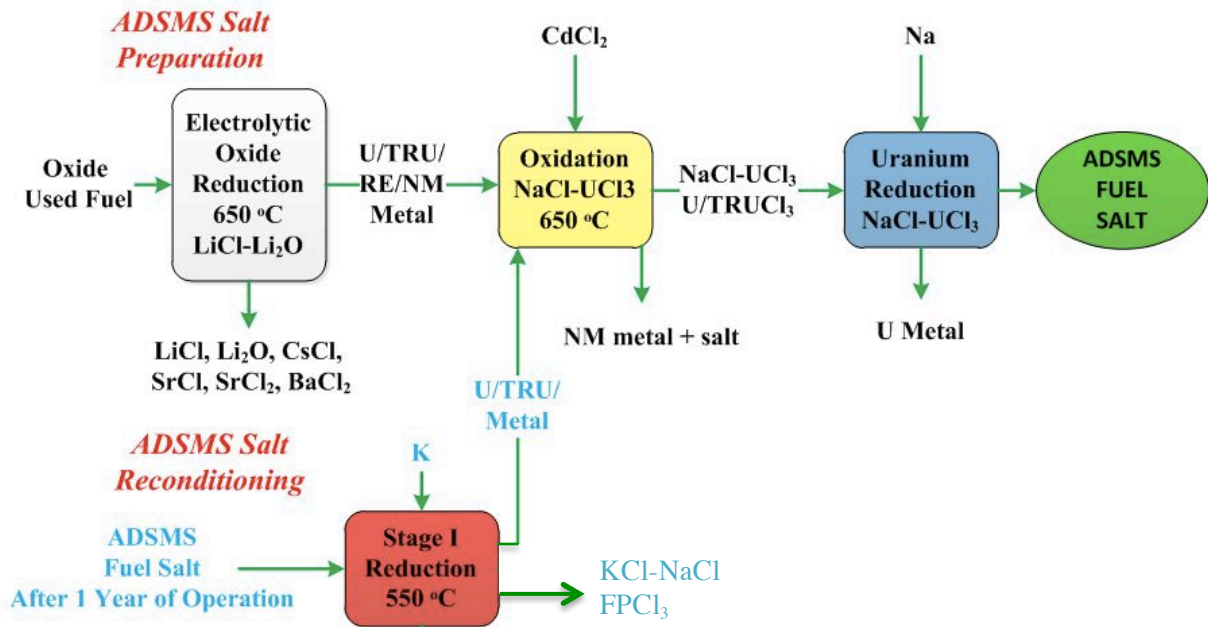 ADSMS Salt
Preparation
CdCl₂
Na
Oxide
Used Fuel
Electrolytic
Oxide
Reduction
650 ºC
LiCl-Li₂O
U/TRU/
RE/NM
Metal
Oxidation
NaCl-UCl3
650 ºC
NaCl-UCl₃
U/TRUCl₃
Uranium
Reduction
NaCl-UCl₃
ADSMS
FUEL
SALT
LiCl, Li₂O, CsCl,
SrCl, SrCl₂, BaCl₂
NM metal + salt
U Metal
U/TRU/
Metal
ADSMS Salt
Reconditioning
K
ADSMS
Fuel Salt
After 1 Year of Operation
Stage I
Reduction
550 ºC
KCl-NaCl
FPCl₃